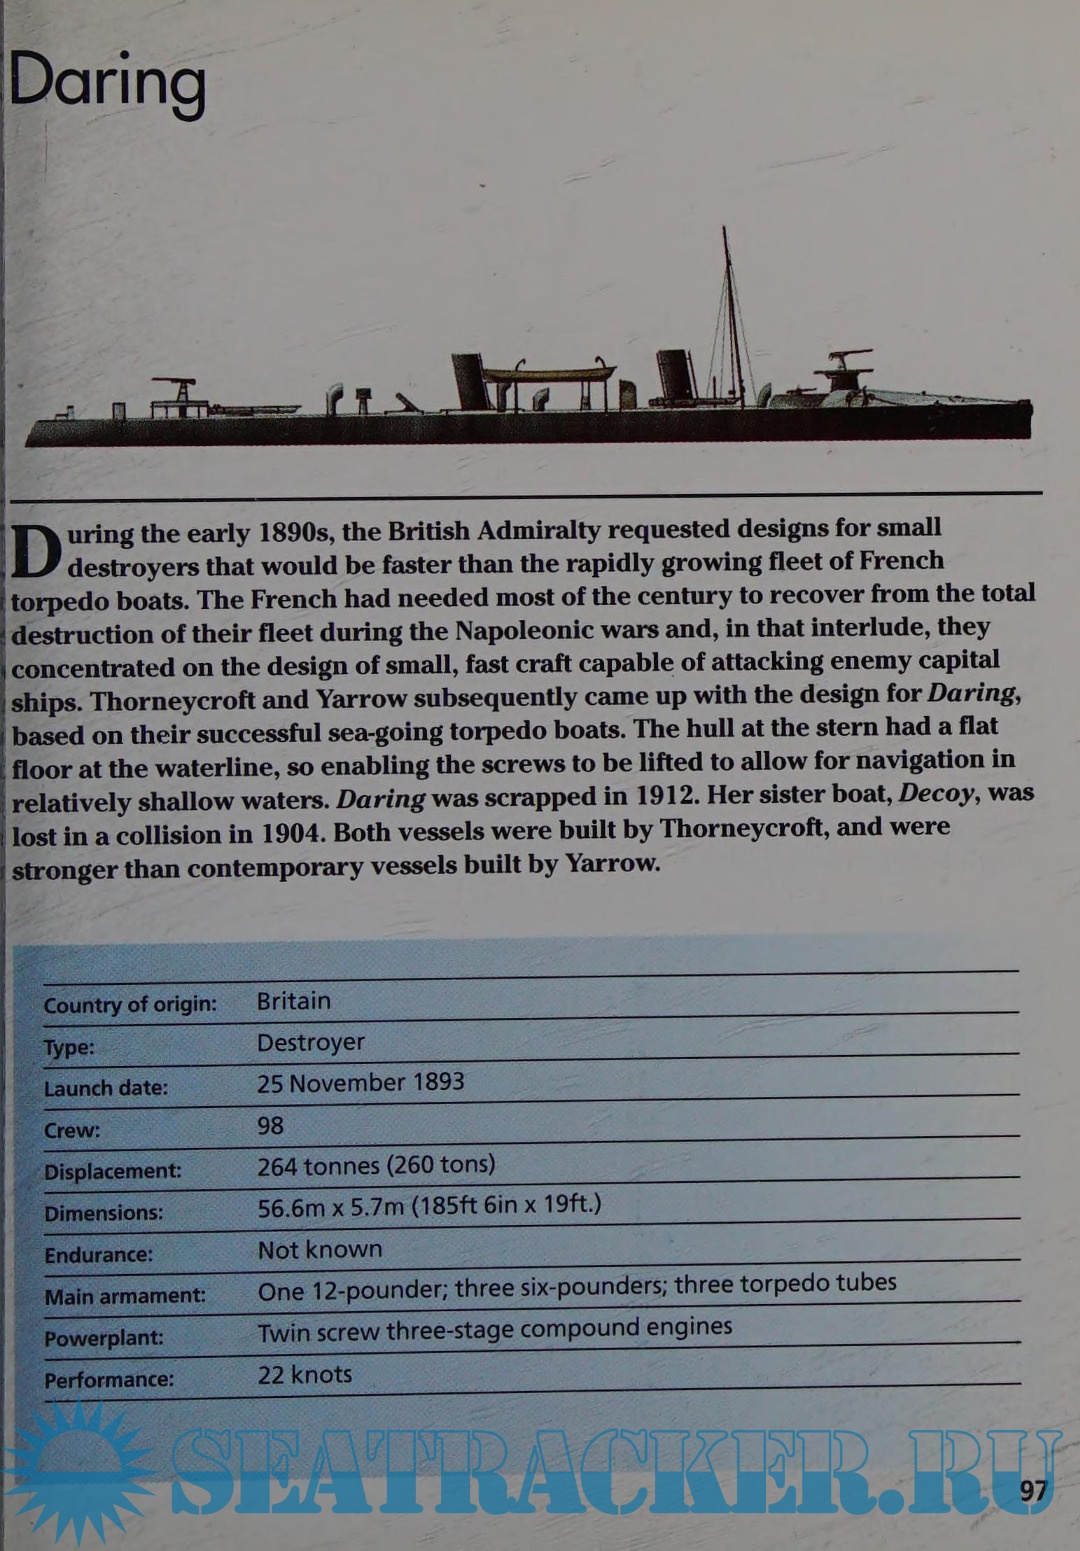 Daring
During the early 1890s, the British Admiralty requested designs for small
destroyers that would be faster than the rapidly growing fleet of French
torpedo boats. The French had needed most of the century to recover from the total
destruction of their fleet during the Napoleonic wars and, in that interlude, they
concentrated on the design of small, fast craft capable of attacking enemy capital
ships. Thorneycroft and Yarrow subsequently came up with the design for Daring,
based on their successful sea-going torpedo boats. The hull at the stern had a flat
floor at the waterline, so enabling the screws to be lifted to allow for navigation in
relatively shallow waters. Daring was scrapped in 1912. Her sister boat, Decoy, was
lost in a collision in 1904. Both vessels were built by Thorneycroft, and were
stronger than contemporary vessels built by Yarrow.
Country of origin: Britain
Type: Destroyer
Launch date: 25 November 1893
Crew: 98
Displacement: 264 tonnes (260 tons)
Dimensions: 56.6m x 5.7m (185ft 6in x 19ft.)
Endurance: Not known
Main armament: One 12-pounder; three six-pounders; three torpedo tubes
Powerplant: Twin screw three-stage compound engines
Performance: 22 knots
SEATRACKER.RU
97